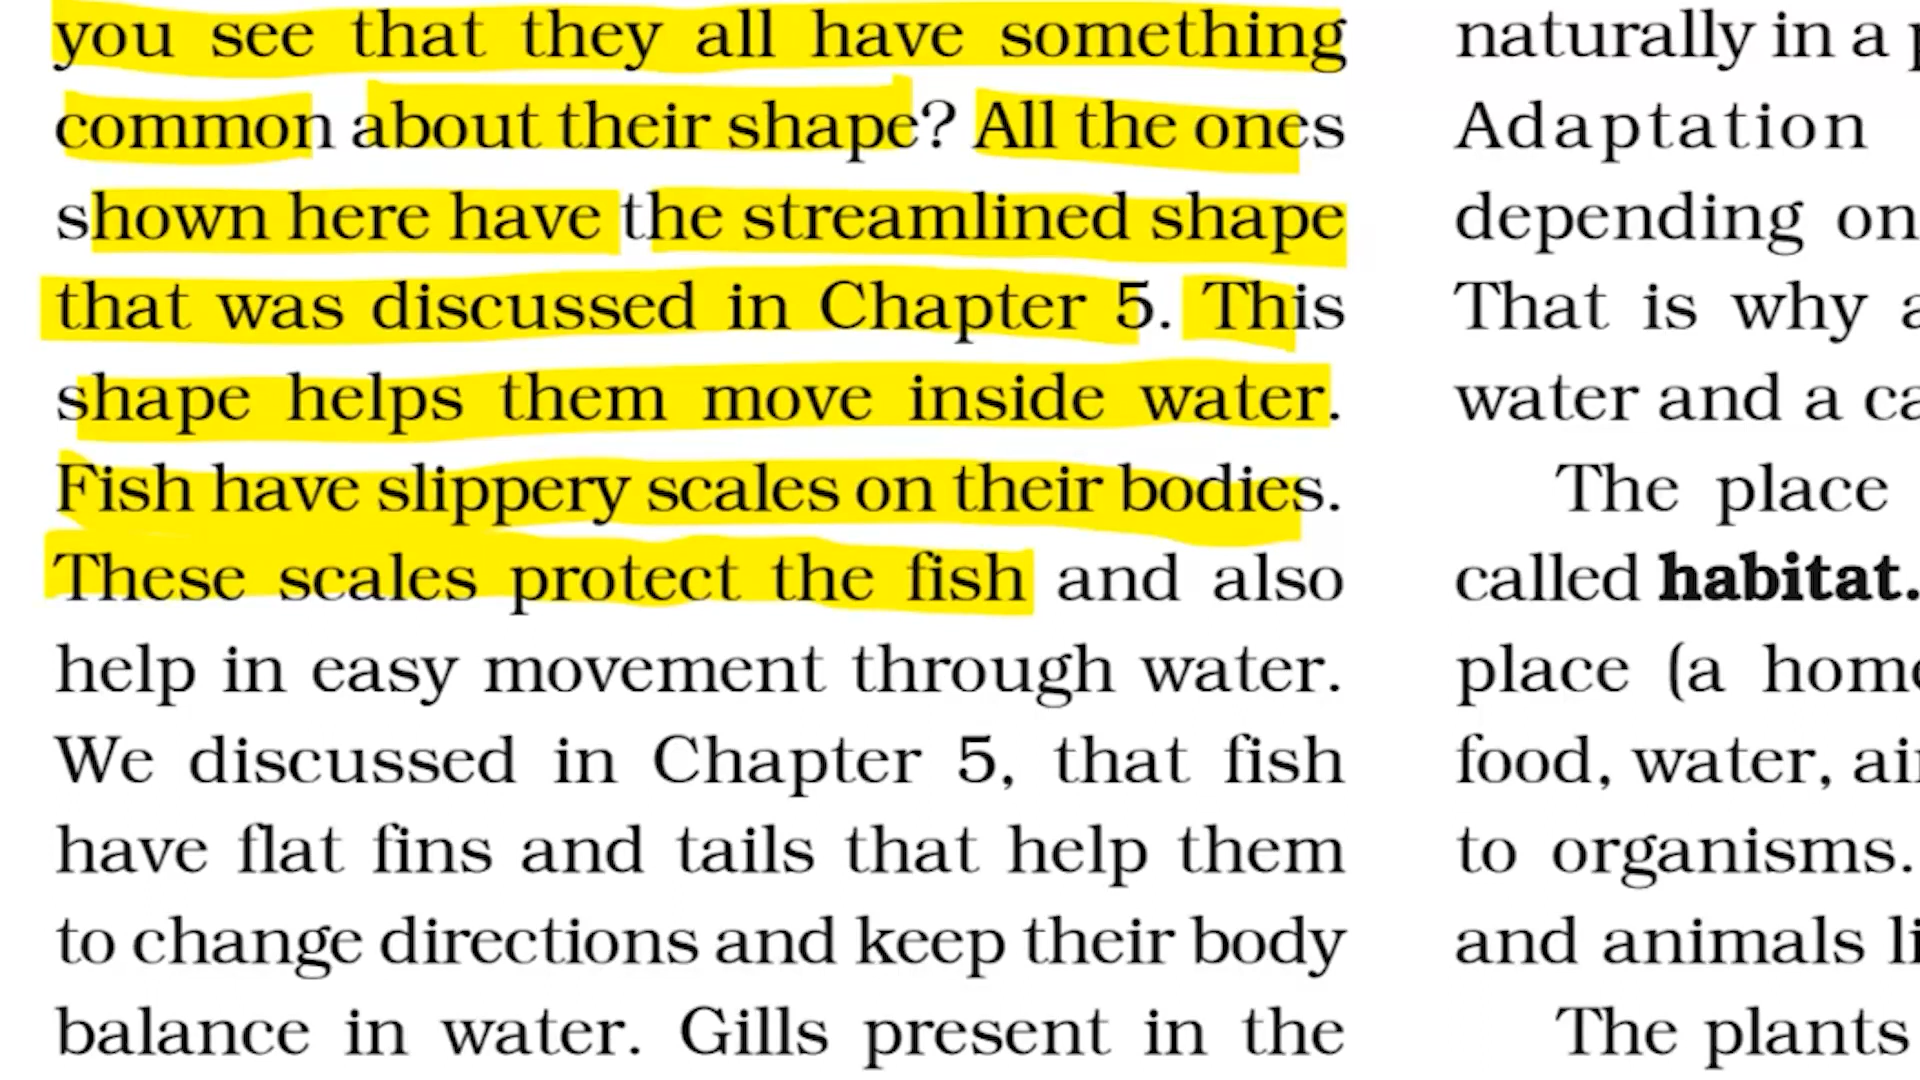 you see that they all have something
common about their shape? All the ones
shown here have the streamlined shape
that was discussed in Chapter 5. This
shape helps them move inside water.
Fish have slippery scales on their bodies.
These scales protect the fish and also
help in easy movement through water.
We discussed in Chapter 5, that fish
have flat fins and tails that help them
to change directions and keep their body
balance in water. Gills present in the
naturally in a
Adaptation
depending on
That is why
water and a
The place
called habitat.
place (a
food, water,
to organisms.
and animals
The plants